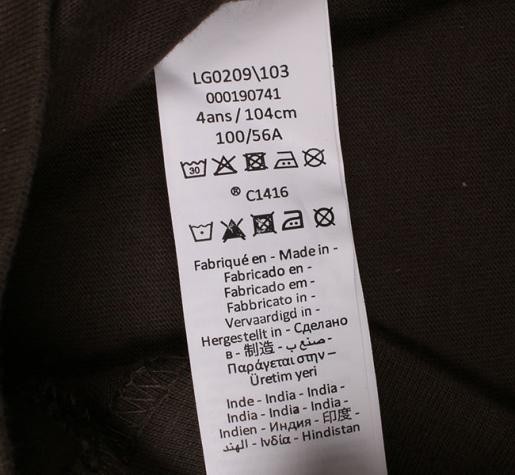 LG0209\103
000190741
4ans / 104cm
100/56A
30
® C1416
Fabriqué en - Made in -
Fabricado en -
Fabricado em -
Fabbricato in -
Vervaardigd in -
Hergestellt in - Сделано
в - 制造 - صنع ب -
Παράγεται στην –
Üretim yeri
Inde - India - India -
India - India - India -
Indien - Индия - 印度 -
الهند - Ινδία - Hindistan